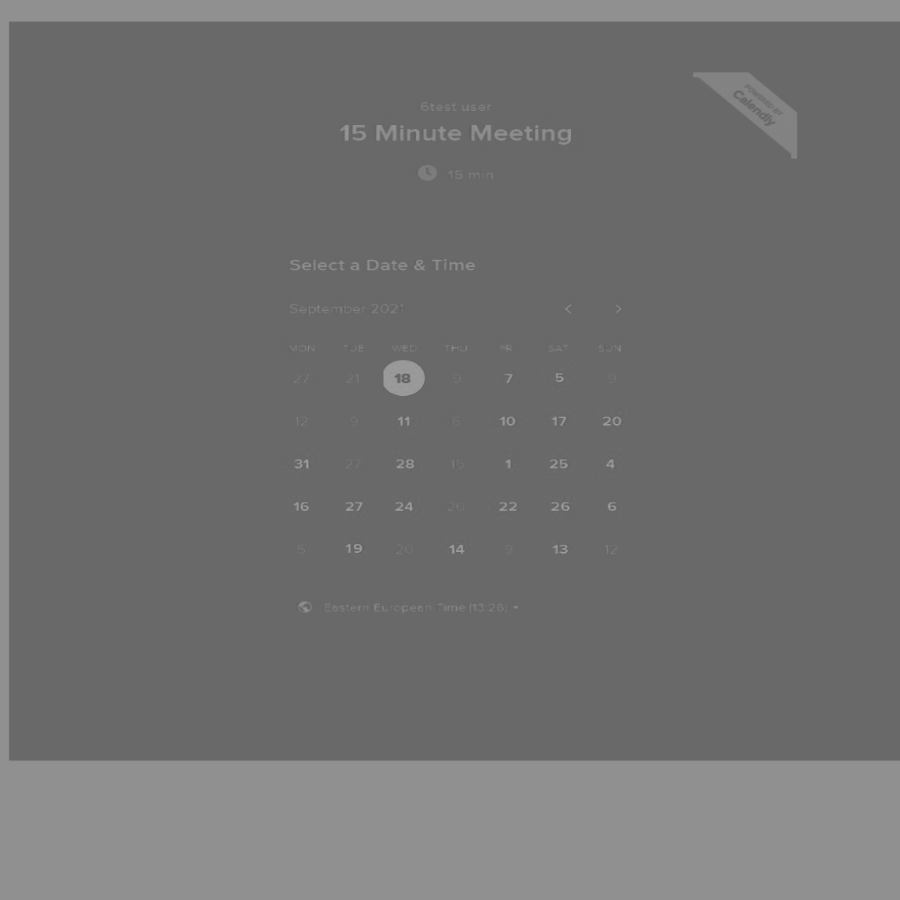 POWERED BY
Calendly
6test user
15 Minute Meeting
15 min
Select a Date & Time
September 2021
MON TUE WED THU FRI SAT SUN
27 21 18 9 7 5 9
12 9 11 6 10 17 20
31 27 28 15 1 25 4
16 27 24 20 22 26 6
5 19 20 14 9 13 12
Eastern European Time (13:26)